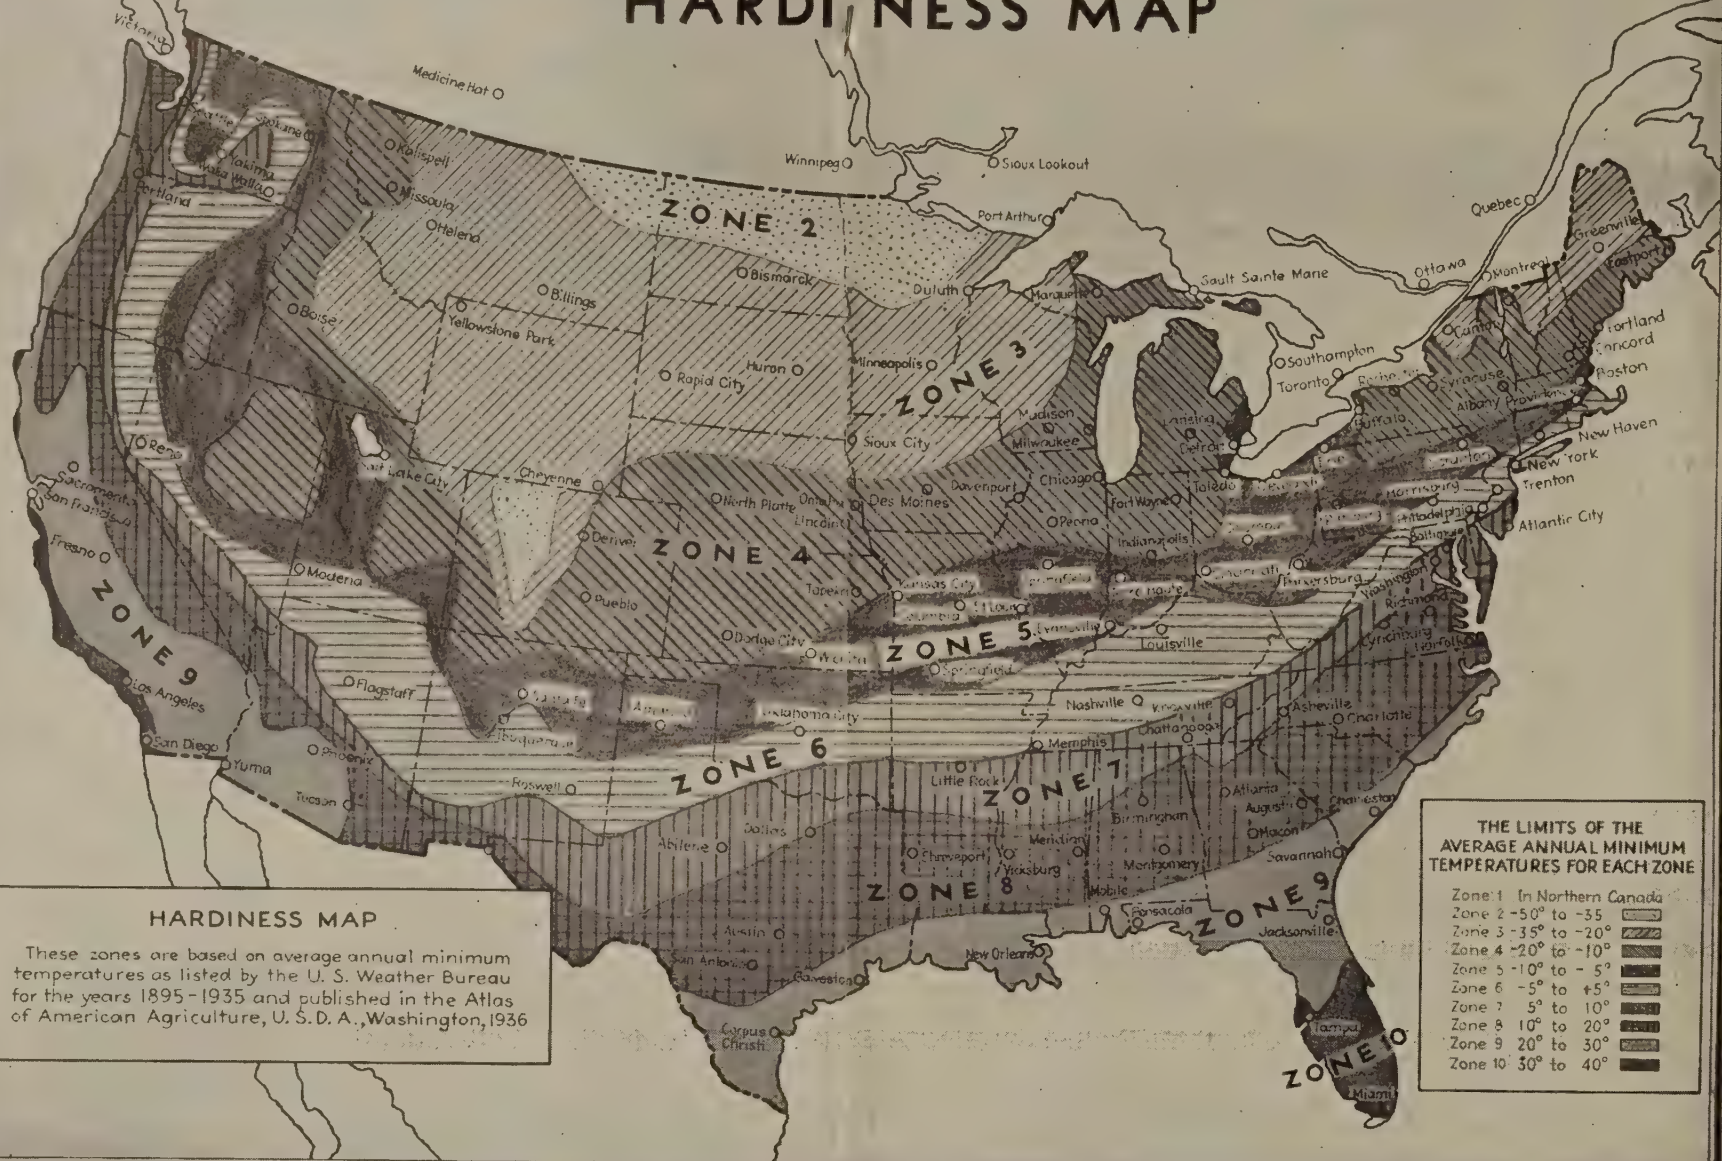 HARDINESS MAP
Victoria
Medicine Hat
Winnipeg
Sioux Lookout
Port Arthur
Quebec
Ottawa
Montreal
Sault Sainte Marie
Southampton
Toronto
Seattle
Spokane
Yakima
Walla Walla
Portland
Kalispell
Missoula
Helena
ZONE 2
Bismarck
Duluth
Marquette
Greenville
Eastport
Billings
Boise
Yellowstone Park
Huron
Rapid City
Minneapolis
ZONE 3
Canton
Portland
Concord
Boston
Syracuse
Albany
Buffalo
Madison
Milwaukee
Lansing
Detroit
Sioux City
New Haven
New York
Trenton
Reno
Salt Lake City
Cheyenne
North Platte
Omaha
Lincoln
Des Moines
Davenport
Chicago
Fort Wayne
Toledo
Harrisburg
Philadelphia
Atlantic City
Baltimore
Sacramento
San Francisco
Fresno
Modena
Denver
ZONE 4
Peoria
Indianapolis
Cincinnati
Parkersburg
Washington
Pueblo
Topeka
Kansas City
Columbia
St Louis
Springfield
Richmond
Lynchburg
Norfolk
ZONE 9
Dodge City
Wichita
ZONE 5
Evansville
Louisville
Springfield
Los Angeles
Flagstaff
Santa Fe
Amarillo
Oklahoma City
Nashville
Knoxville
Asheville
Charlotte
Chattanooga
Albuquerque
San Diego
Yuma
Phoenix
Tucson
Roswell
ZONE 6
Memphis
Little Rock
ZONE 7
Atlanta
Augusta
Charleston
Birmingham
Macon
Dallas
Abilene
Shreveport
Meridian
Vicksburg
Montgomery
Savannah
ZONE 8
Mobile
Pensacola
ZONE 9
Jacksonville
Austin
San Antonio
Galveston
New Orleans
Corpus
Christi
Tampa
ZONE 10
Miami
HARDINESS MAP
These zones are based on average annual minimum
temperatures as listed by the U. S. Weather Bureau
for the years 1895-1935 and published in the Atlas
of American Agriculture, U. S. D. A., Washington, 1936
THE LIMITS OF THE
AVERAGE ANNUAL MINIMUM
TEMPERATURES FOR EACH ZONE
Zone 1 In Northern Canada
Zone 2 -50° to -35
Zone 3 -35° to -20°
Zone 4 -20° to -10°
Zone 5 -10° to -5°
Zone 6 -5° to +5°
Zone 7 5° to 10°
Zone 8 10° to 20°
Zone 9 20° to 30°
Zone 10 30° to 40°